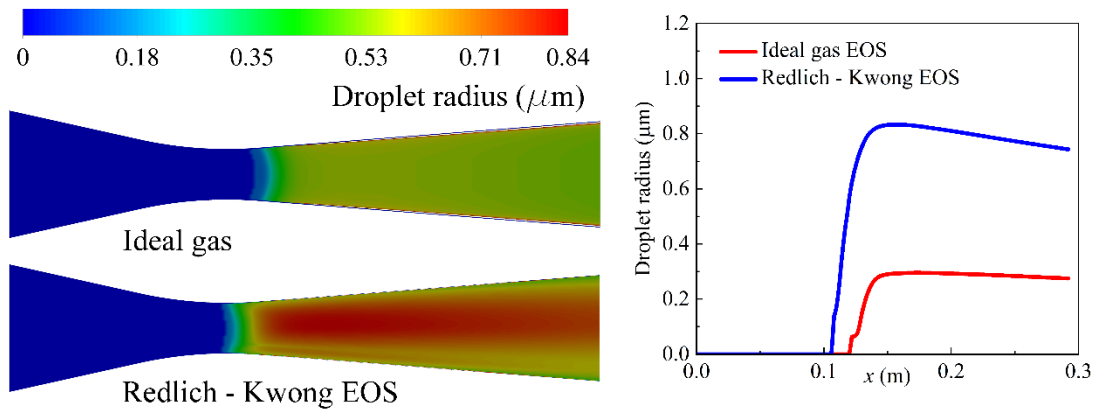 0 0.18 0.35 0.53 0.71 0.84
Droplet radius (μm)
Ideal gas
Redlich - Kwong EOS
1.2
1.0
0.8
0.6
0.4
0.2
0.0
Droplet radius (μm)
Ideal gas EOS
Redlich - Kwong EOS
0.0 0.1 0.2 0.3
x (m)